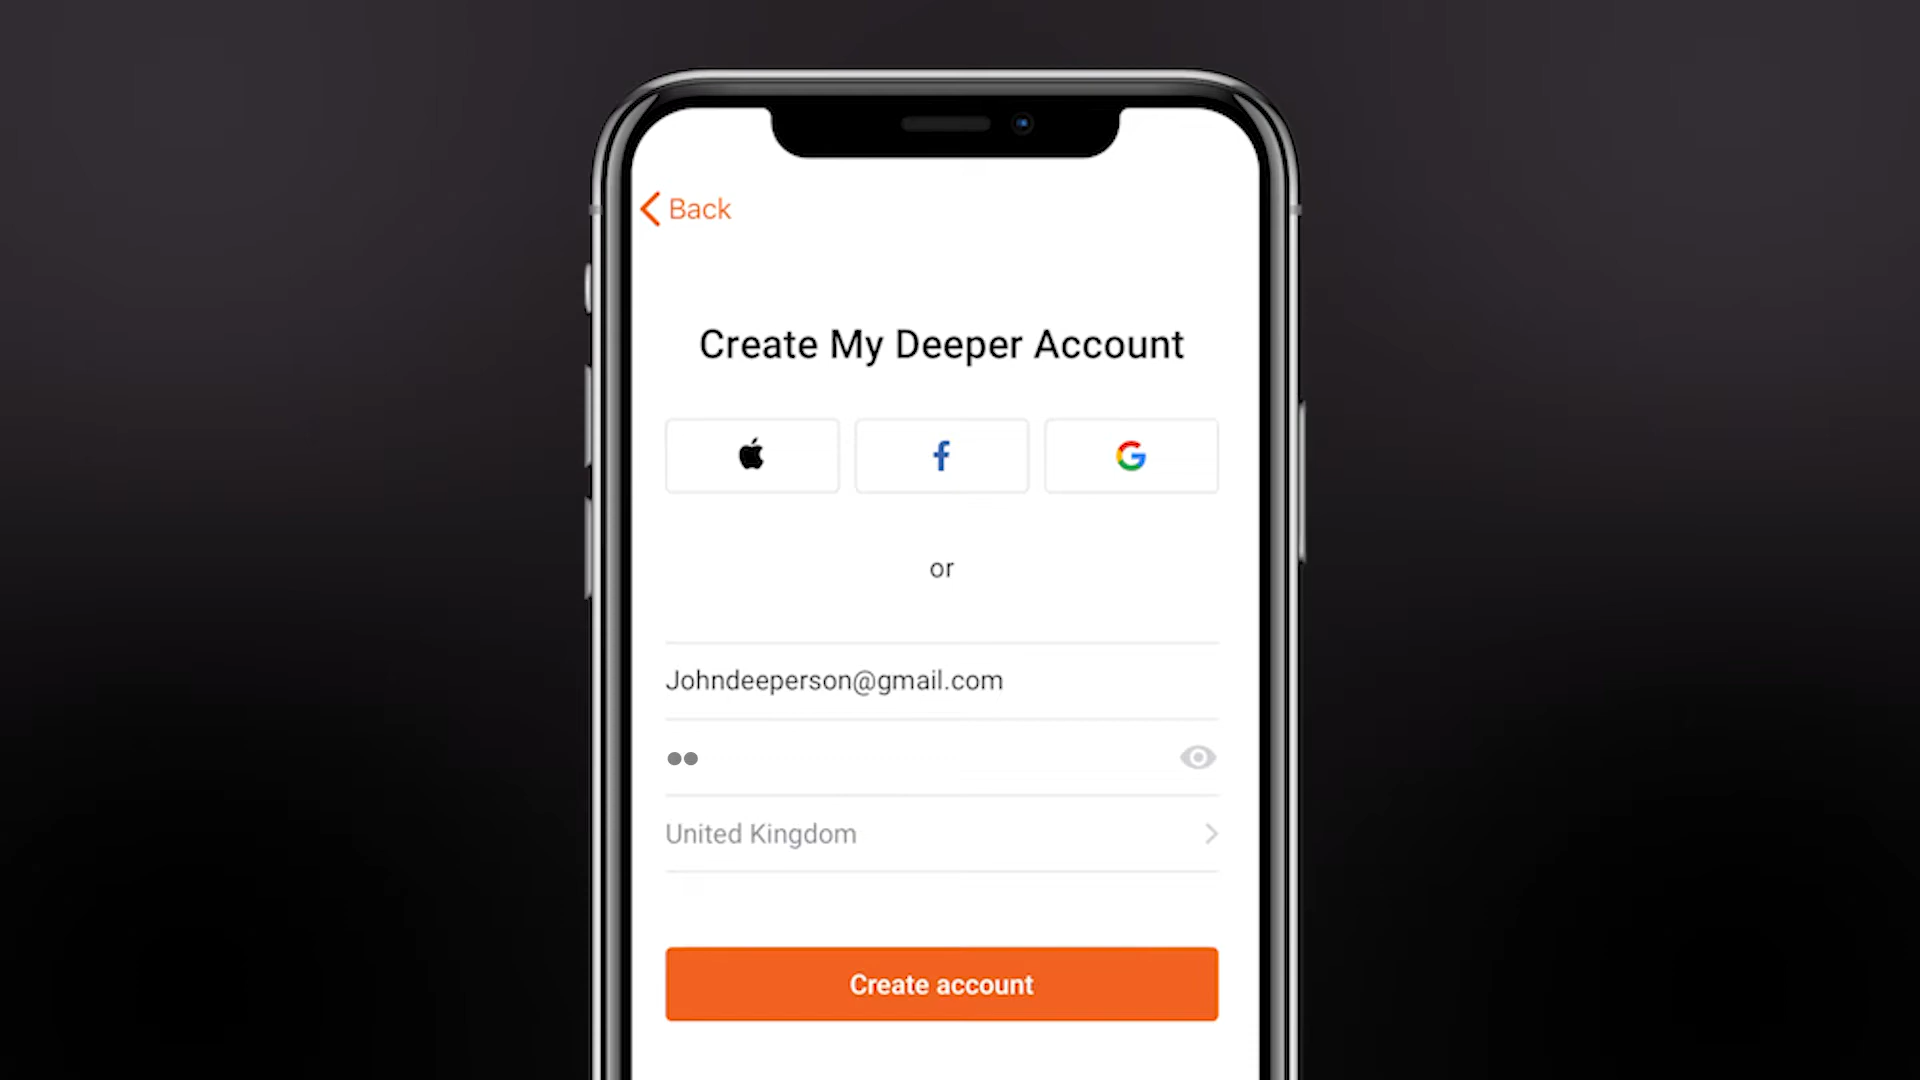 Back
Create My Deeper Account
or
Johndeeperson@gmail.com
United Kingdom
Create account